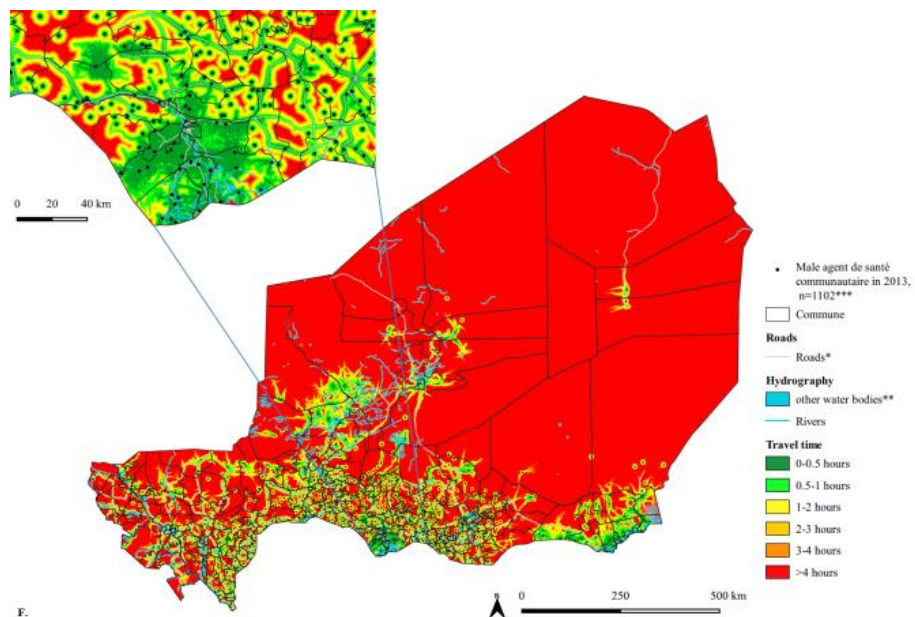 0 20 40 km
Male agent de santé
communautaire in 2013,
n=1102***
Commune
Roads
Roads*
Hydrography
other water bodies**
Rivers
Travel time
0-0.5 hours
0.5-1 hours
1-2 hours
2-3 hours
3-4 hours
>4 hours
F.
N
0 250 500 km